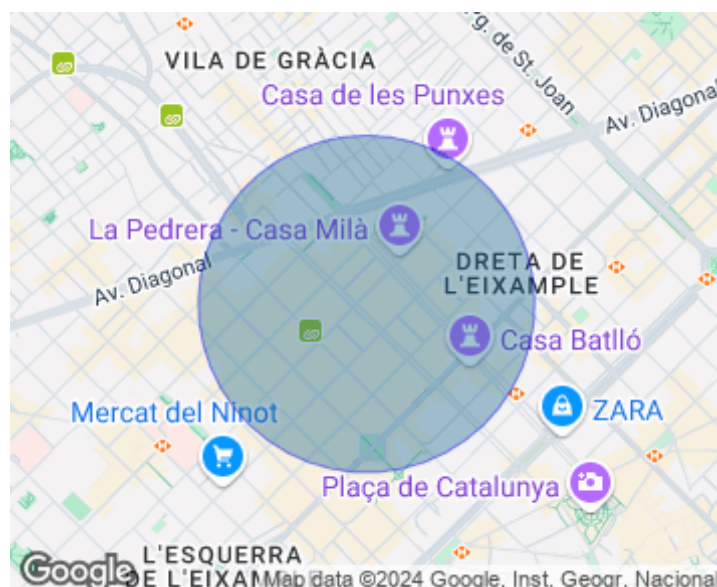 VILA DE GRÀCIA
g. de St. Joan
Casa de les Punxes
Av. Diagonal
La Pedrera - Casa Milà
Av. Diagonal
DRETA DE
L'EIXAMPLE
Casa Batlló
Mercat del Ninot
ZARA
Plaça de Catalunya
L'ESQUERRA
DE L'EIXAMPLE
Google
Map data ©2024 Google, Inst. Geogr. Nacional